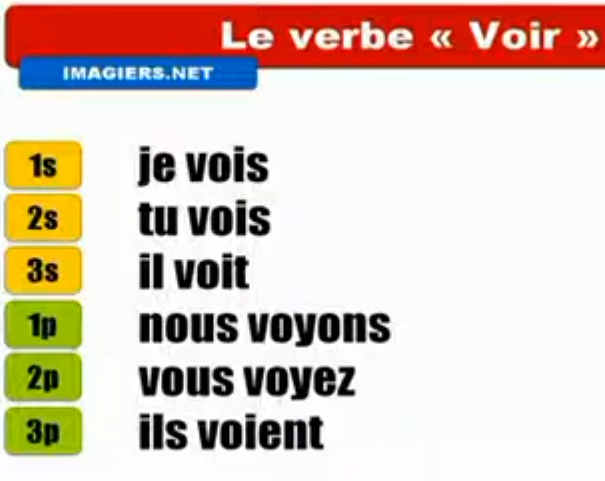 Le verbe « Voir »
IMAGIERS.NET
1s je vois
2s tu vois
3s il voit
1p nous voyons
2p vous voyez
3p ils voient